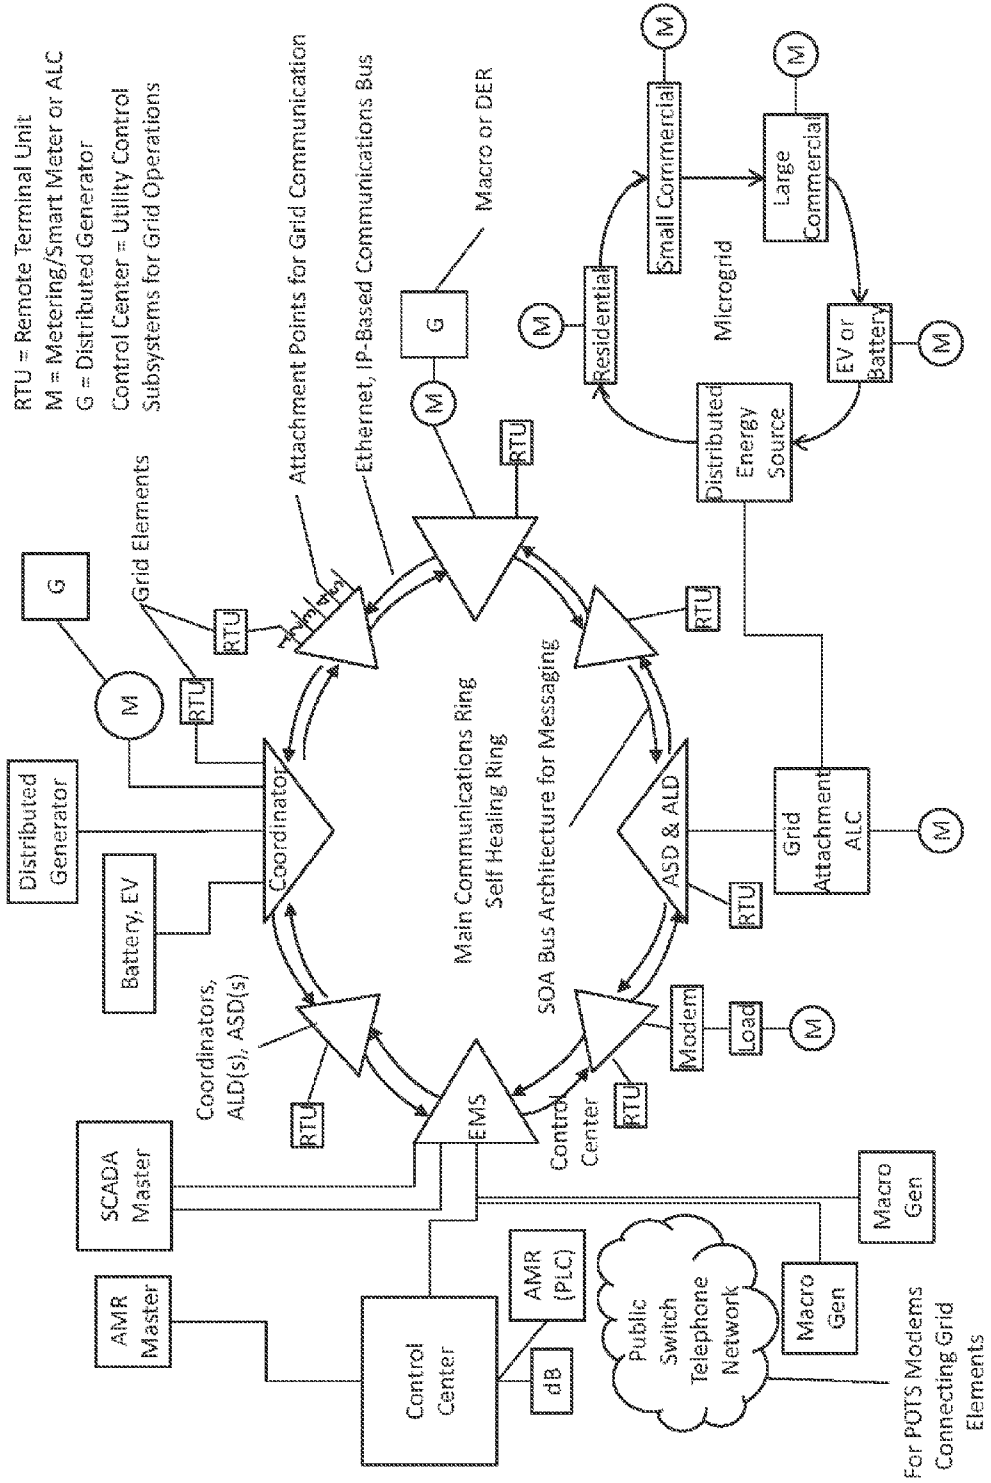 RTU = Remote Terminal Unit
M = Metering/Smart Meter or ALC
G = Distributed Generator
Control Center = Utility Control
Subsystems for Grid Operations
AMR
Master
SCADA
Master
Control
Center
dB
AMR
(PLC)
Public
Switch
Telephone
Network
For POTS Modems
Connecting Grid
Elements
Macro
Gen
Macro
Gen
EMS
Control
Center
Coordinators,
ALD(s), ASD(s)
RTU
RTU
Modem
Load
M
Battery, EV
Distributed
Generator
Coordinator
M
G
RTU
RTU
Grid Elements
1
2
3
4
5
Attachment Points for Grid Communication
Ethernet, IP-Based Communications Bus
Main Communications Ring
Self Healing Ring
SOA Bus Architecture for Messaging
ASD & ALD
RTU
Grid
Attachment
ALC
M
RTU
RTU
M
G
Macro or DER
Distributed
Energy
Source
Residential
M
Small Commercial
M
Large
Commercial
M
EV or
Battery
M
Microgrid